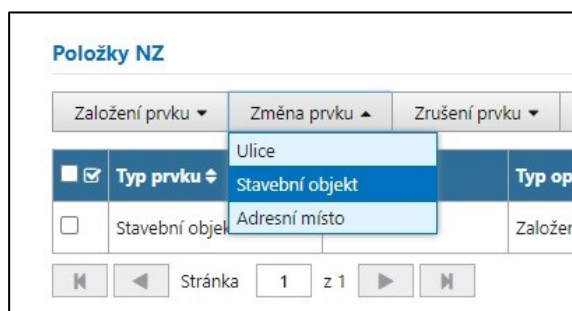 Položky NZ
Založení prvku Změna prvku Zrušení prvku
Ulice
Stavební objekt
Adresní místo
Typ prvku Typ op
Stavební objek Založen
Stránka 1 z 1